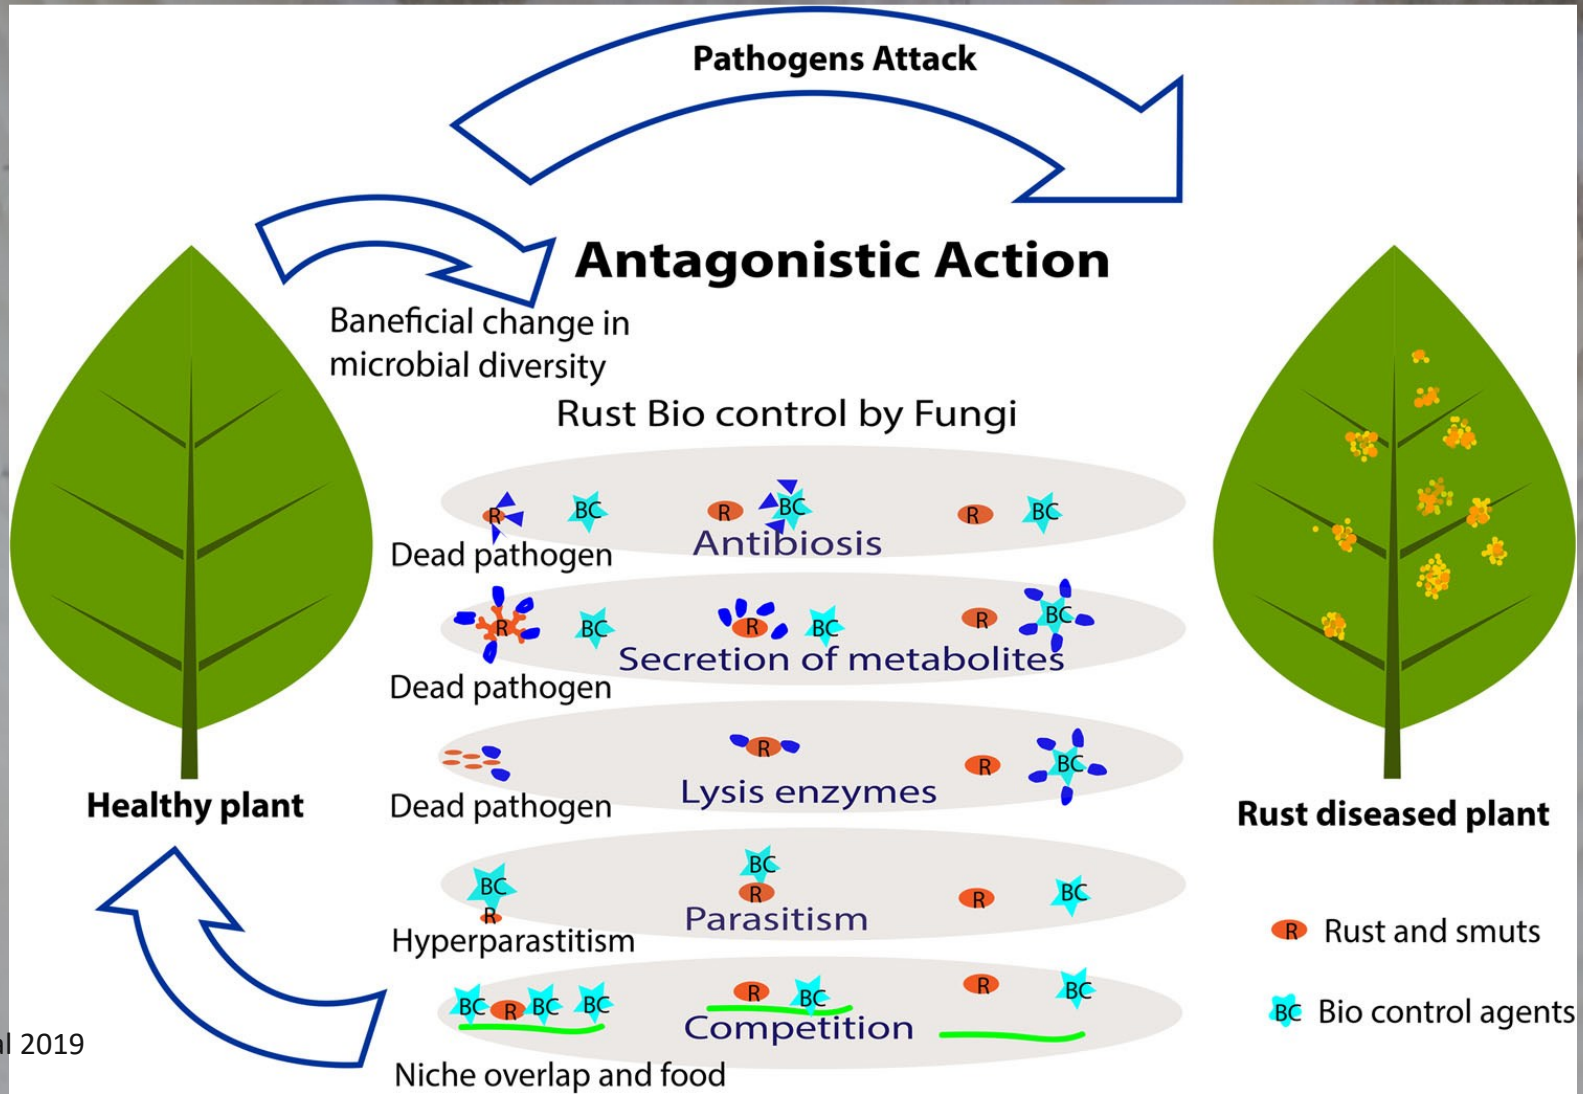 Pathogens Attack
Antagonistic Action
Baneficial change in
microbial diversity
Rust Bio control by Fungi
R BC R BC R BC
Antibiosis
Dead pathogen
R BC R BC R BC
Secretion of metabolites
Dead pathogen
R R BC
Lysis enzymes
Dead pathogen
Healthy plant
Rust diseased plant
BC R BC R R BC
Parasitism
Hyperparastitism
R Rust and smuts
BC R BC BC R BC R BC
Competition
BC Bio control agents
2019
Niche overlap and food